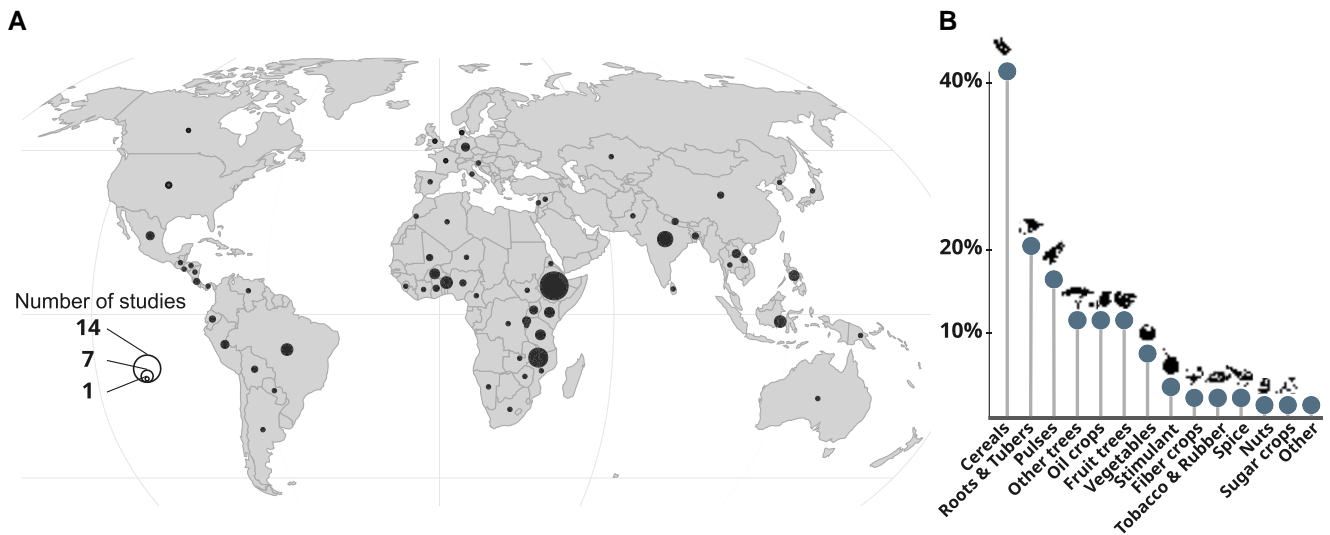 A
Number of studies
14
7
1
B
40%
20%
10%
Cereals
Roots & Tubers
Pulses
Other trees
Oil crops
Fruit trees
Vegetables
Stimulant
Fiber crops
Tobacco & Rubber
Spice
Nuts
Sugar crops
Other